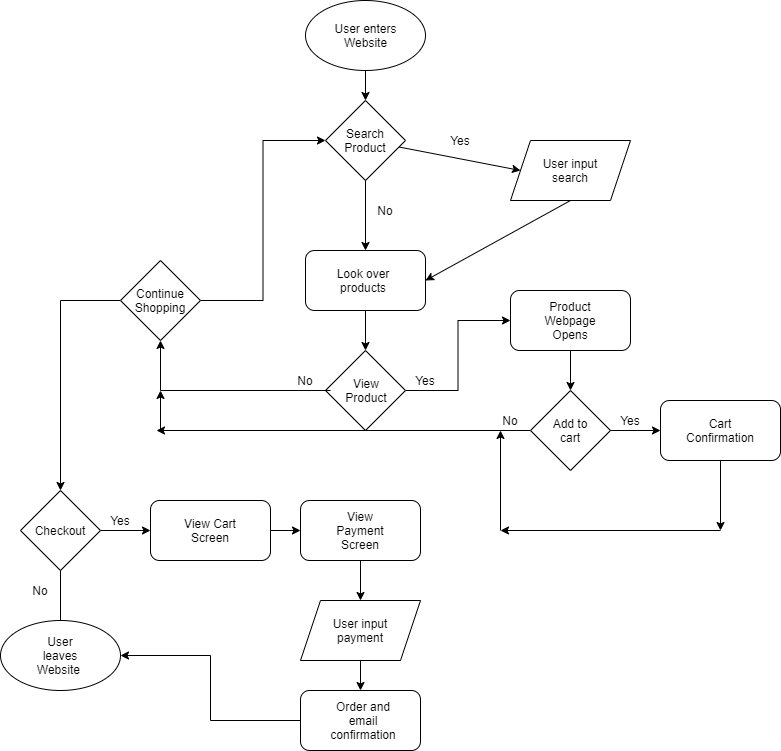 User enters
Website
Search
Product
Yes
User input
search
No
Look over
products
Continue
Shopping
Product
Webpage
Opens
No
View
Product
Yes
No
Add to
cart
Yes
Cart
Confirmation
Checkout
Yes
View Cart
Screen
View
Payment
Screen
No
User input
payment
User
leaves
Website
Order and
email
confirmation